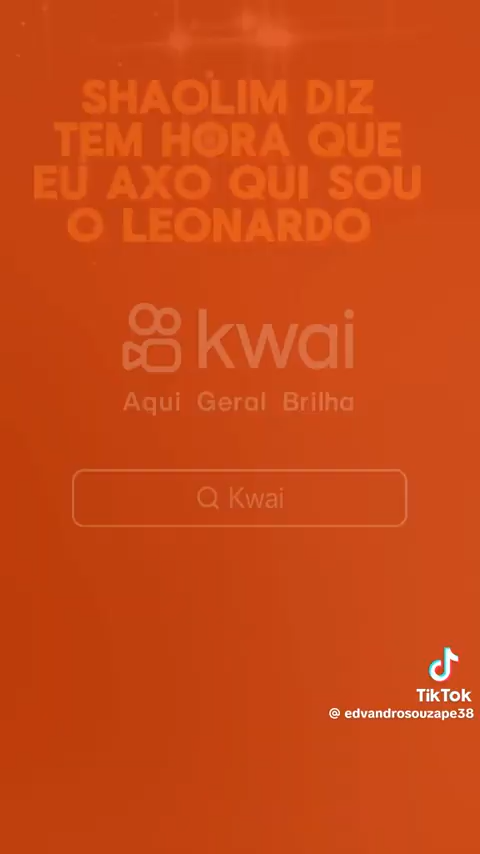 SHAOLIM DIZ
TEM HORA QUE
EU AXO QUI SOU
O LEONARDO
kwai
Aqui Geral Brilha
Kwai
TikTok
@ edvandrosouzape38